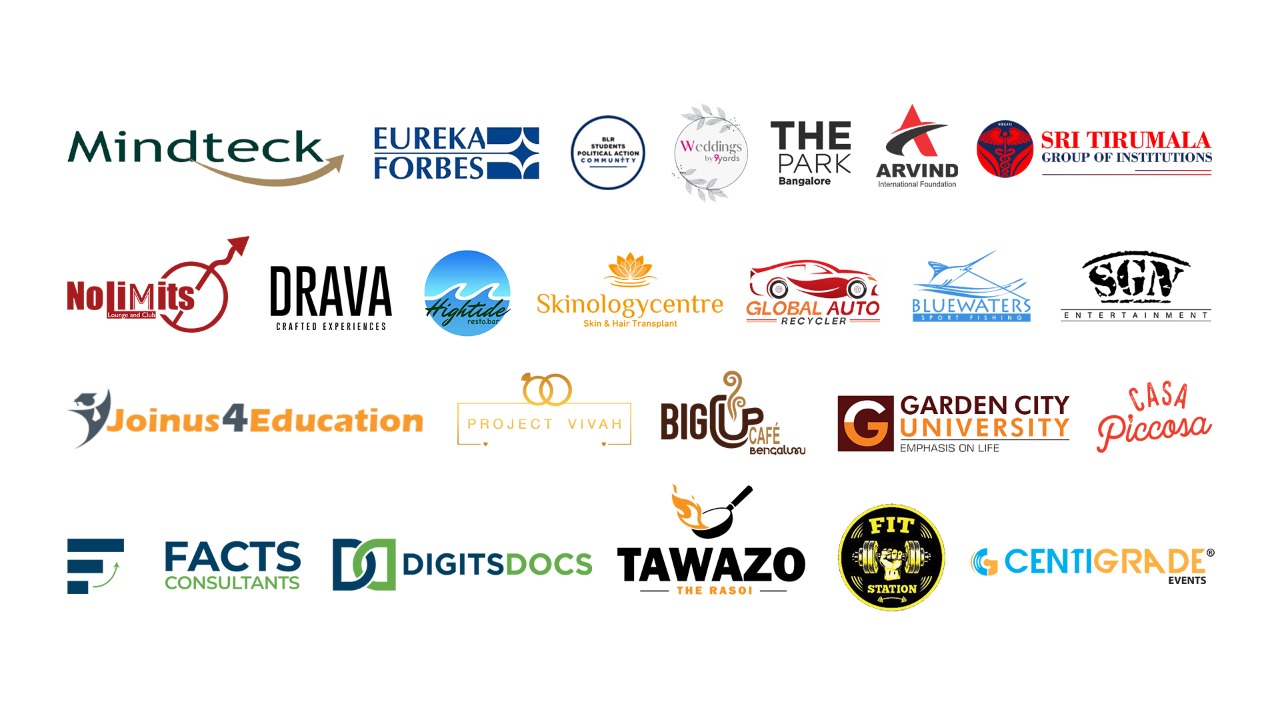 Mindteck
EUREKA
FORBES
BLR
STUDENTS
POLITICAL ACTION
COMMUNITY
Weddings
by 9yards
THE
PARK
Bangalore
ARVIND
International Foundation
SRI TIRUMALA
GROUP OF INSTITUTIONS
NoLiMits
Lounge and Club
DRAVA
CRAFTED EXPERIENCES
Hightide
resto.bar
Skinologycentre
Skin & Hair Transplant
GLOBAL AUTO
RECYCLER
BLUEWATERS
SPORT FISHING
SGN
ENTERTAINMENT
Joinus4Education
PROJECT VIVAH
BIGCUP
CAFÉ
BENGALURU
G
GARDEN CITY
UNIVERSITY
EMPHASIS ON LIFE
CASA
Piccosa
FACTS
CONSULTANTS
DIGITSDOCS
TAWAZO
THE RASOI
FIT
STATION
CENTIGRADE®
EVENTS